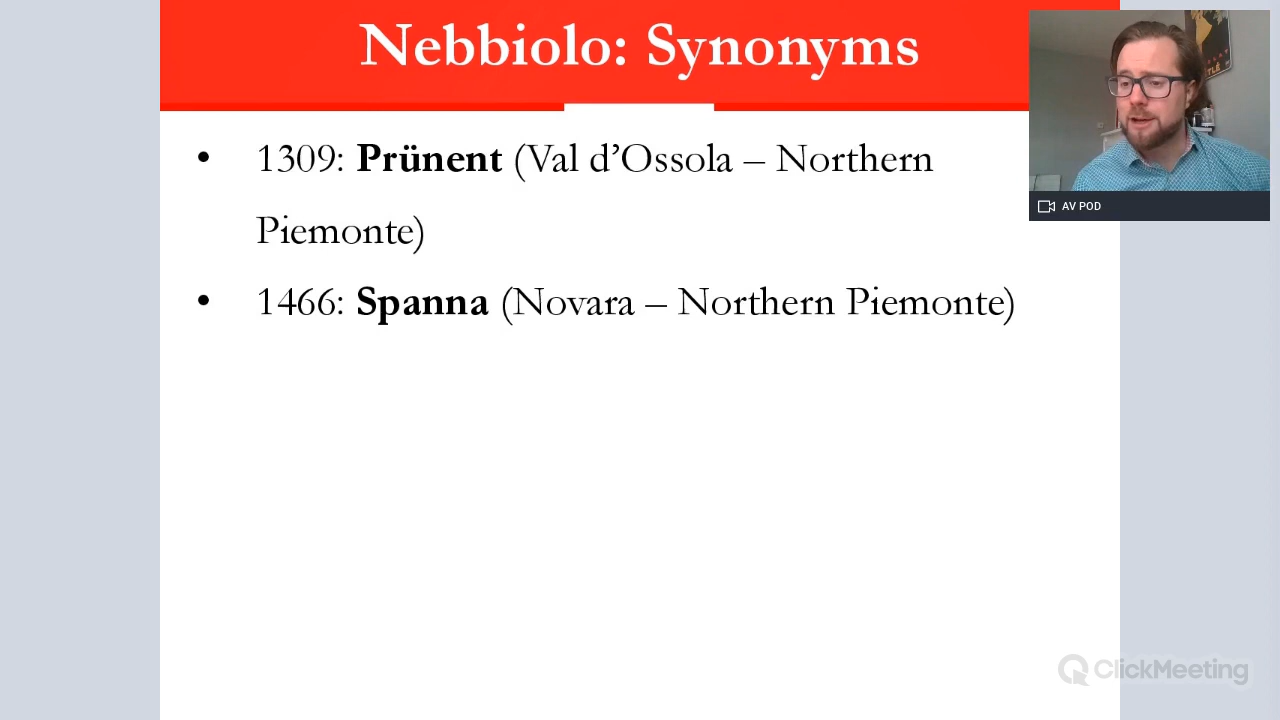 Nebbiolo: Synonyms
• 1309: Prünent (Val d’Ossola – Northern
Piemonte)
• 1466: Spanna (Novara – Northern Piemonte)
AV POD
ClickMeeting